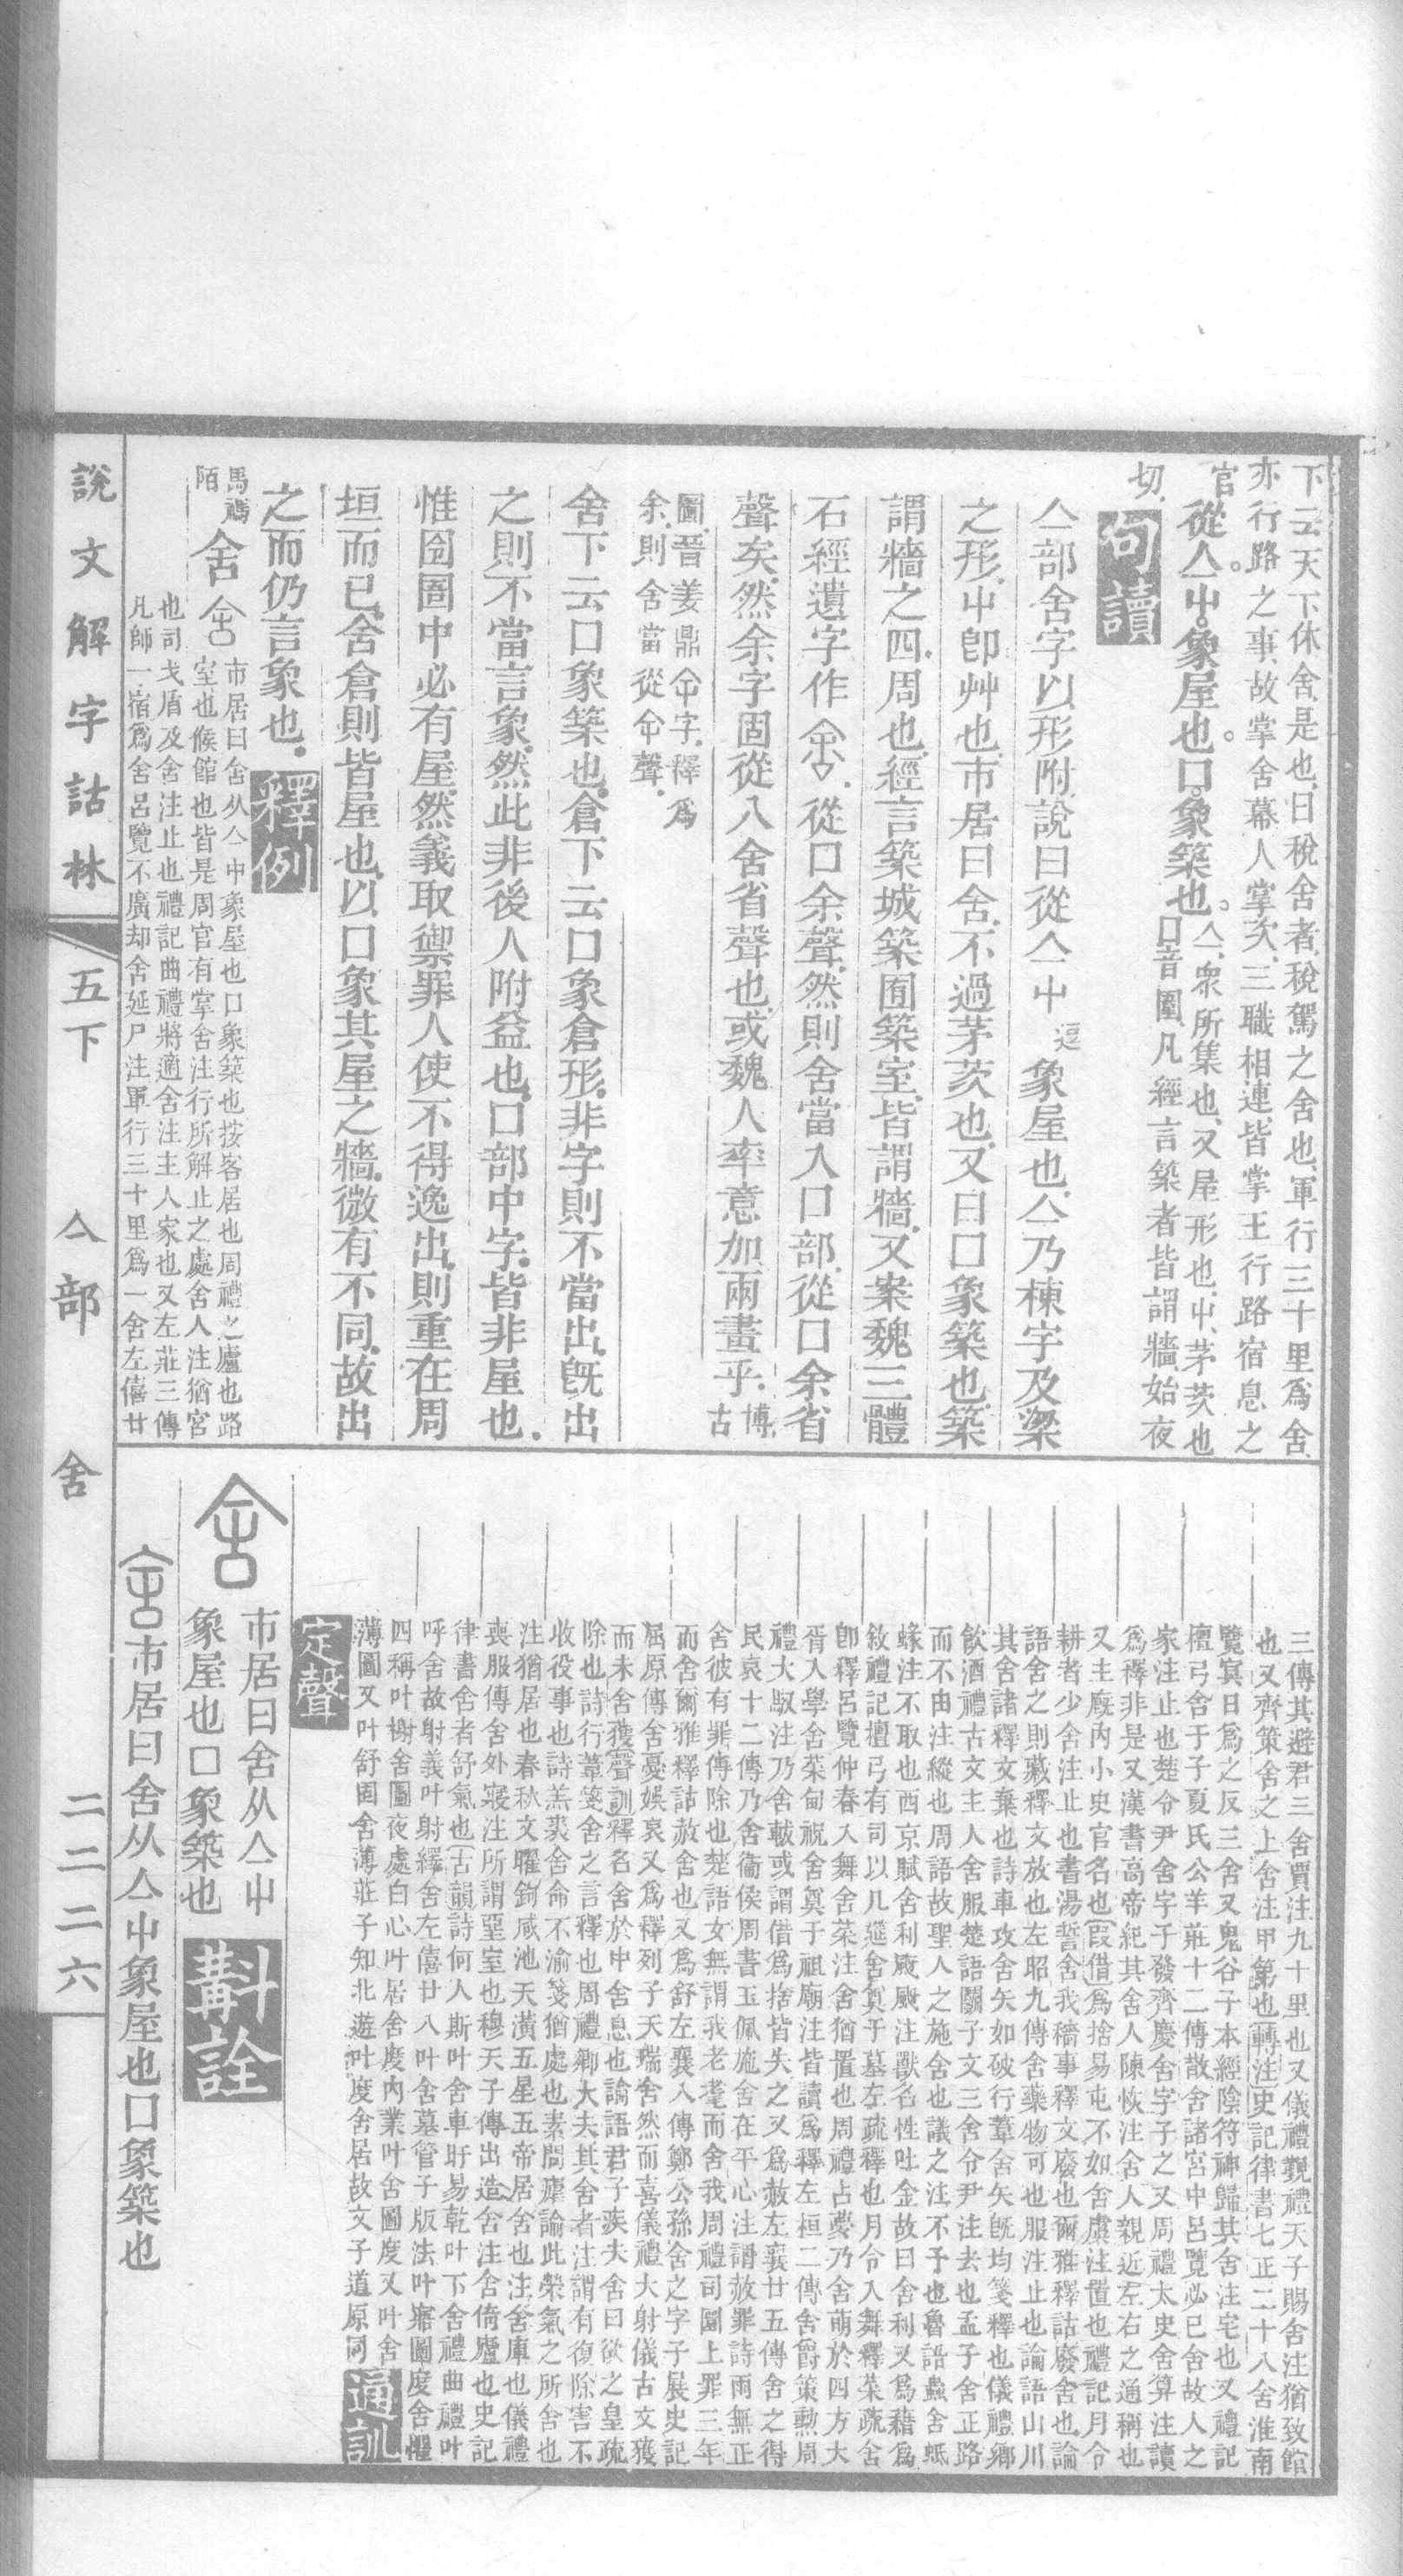 下云天下休舍是也曰稅舍者稅駕之舍也軍行三十里爲舍
亦行路之事故掌舍幕人掌次三職相連皆掌王行路宿息之
官從亼屮象屋也口象築也亼衆所集也又屋形也屮茅茨也
口音圍凡經言築者皆謂牆始夜
切句讀
亼部舍字以形附說曰從亼屮逗象屋也亼乃棟字及梁
之形屮卽艸也市居曰舍不過茅茨也又曰口象築也築
謂牆之四周也經言築城築囿築室皆謂牆又案魏三體
石經遺字作從口余聲然則舍當入口部從口余省
聲矣然余字固從八舍省聲也或魏人率意加兩畫乎博古
圖晉姜鼎字釋爲
余則舍當從聲
舍下云口象築也倉下云口象倉形非字則不當出旣出
之則不當言象然此非後人附益也口部中字皆非屋也
惟囹圄中必有屋然義取禦罪人使不得逸出則重在周
垣而已舍倉則皆屋也以口象其屋之牆微有不同故出
之而仍言象也釋例
馬禡陌
舍市居曰舍从亼屮象屋也口象築也按客居也周禮之廬也路
室也候館也皆是周官有掌舍注行所解止之處舍人注猶宮
也司戈盾及舍注止也禮記曲禮將適舍注主人家也又左莊三傳
凡師一宿爲舍呂覽不廣却舍延尸注軍行三十里爲一舍左僖廿
三傳其避君三舍賈注九十里也又儀禮覲禮天子賜舍注猶致館
也又齊策舍之上舍注甲第也轉注史記律書七正二十八舍淮南
覽冥日爲之反三舍又鬼谷子本經陰符神歸其舍注宅也又禮記
檀弓舍于子夏氏公羊莊十二傳散舍諸宮中呂覽必已舍故人之
家注止也楚令尹舍字子發齊慶舍字子之又周禮太史舍算注讀
爲釋非是又漢書高帝紀其舍人陳恢注舍人親近左右之通稱也
又主廄內小史官名也叚借爲捨易屯不如舍虞注置也禮記月令
耕者少舍注止也書湯誓舍我穡事釋文廢也爾雅釋詁廢舍也論
語舍之則藏釋文放也左昭九傳舍藥物可也服注止也論語山川
其舍諸釋文棄也詩車攻舍矢如破行葦舍矢旣均箋釋也儀禮鄉
飮酒禮古文主人舍服楚語鬭子文三舍令尹注去也孟子舍正路
而不由注縱也周語故聖人之施舍也議之注不予也魯語蟲舍蚳
蝝注不取也西京賦舍利颬颬注獸名性吐金故曰舍利又爲藉爲
敘禮記檀弓有司以几筵舍奠于墓左疏釋也月令入舞釋菜疏舍
卽釋呂覽仲春入舞舍菜注舍猶置也周禮占夢乃舍萌於四方大
胥入學舍菜甸祝舍奠于祖廟注皆讀爲釋左桓二傳舍爵策勲周
禮大馭注乃舍軷或謂借爲捨皆失之又爲赦左襄廿五傳舍之得
民哀十二傳乃舍衞侯周書玉佩施舍在平心注謂赦罪詩雨無正
舍彼有罪傳除也楚語女無謂我老耄而舍我周禮司圜上罪三年
而舍爾雅釋詁赦舍也又爲舒左襄八傳鄭公孫舍之字子展史記
屈原傳舍憂娛哀又爲釋列子天瑞舍然而喜儀禮大射儀古文獲
而未舍獲聲訓釋名舍於中舍息也論語君子疾夫舍曰欲之皇疏
除也詩行葦箋舍之言釋也周禮鄉大夫其舍者注謂有復除害不
收役事也詩羔裘舍命不渝箋猶處也素問瘧論此榮氣之所舍也
注猶居也春秋文曜鉤咸池天潢五星五帝居舍也注舍庫也儀禮
喪服傳舍外寢注所謂堊室也穆天子傳出造舍注舍倚廬也史記
律書舍者舒氣也古韻詩何人斯叶舍車盱易乾叶下舍禮曲禮叶
呼舍故射義叶射繹舍左僖廿八叶舍墓管子版法叶寤圖度舍懼
四稱叶榭舍圖夜處白心叶居舍度內業叶舍圖度又叶舍
薄圖又叶舒固舍薄莊子知北遊叶度舍居故文子道原同通訓
定聲
市居曰舍从亼屮
象屋也口象築也斠詮
市居曰舍从亼屮象屋也口象築也
說文解字詁林 五下 亼部 舍 二二二六